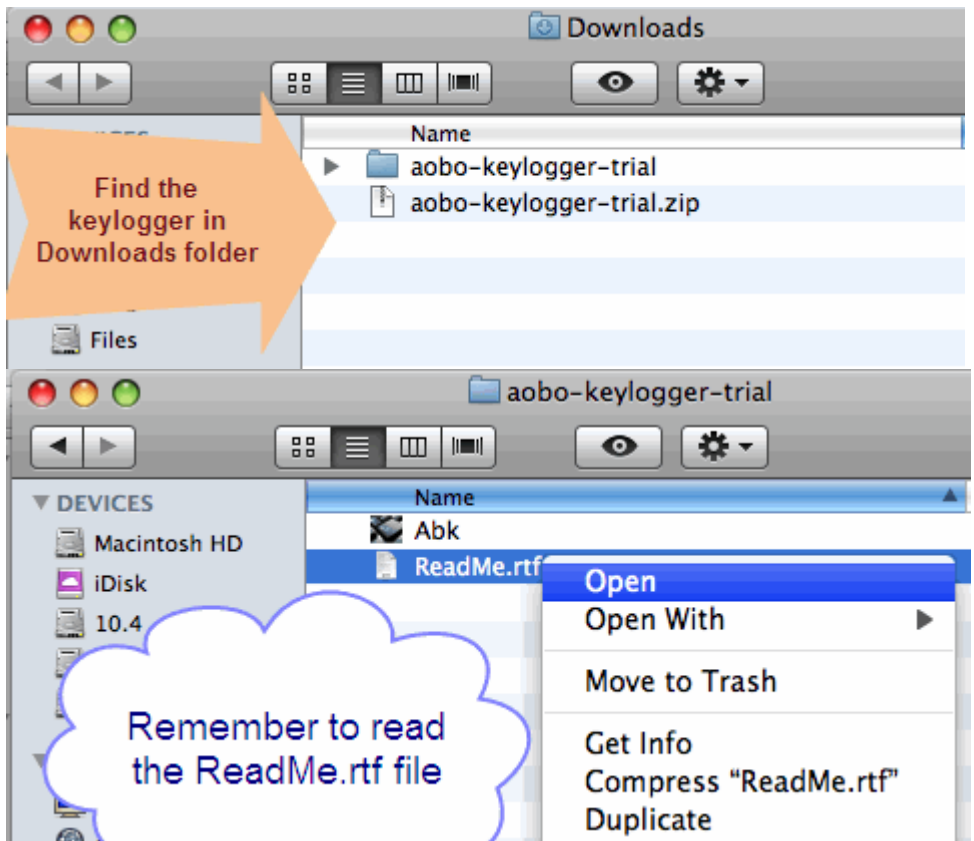 Downloads
Name
aobo-keylogger-trial
aobo-keylogger-trial.zip
Find the
keylogger in
Downloads folder
Files
aobo-keylogger-trial
DEVICES
Macintosh HD
iDisk
10.4
Name
Abk
ReadMe.rtf
Open
Open With
Move to Trash
Get Info
Compress “ReadMe.rtf”
Duplicate
Remember to read
the ReadMe.rtf file